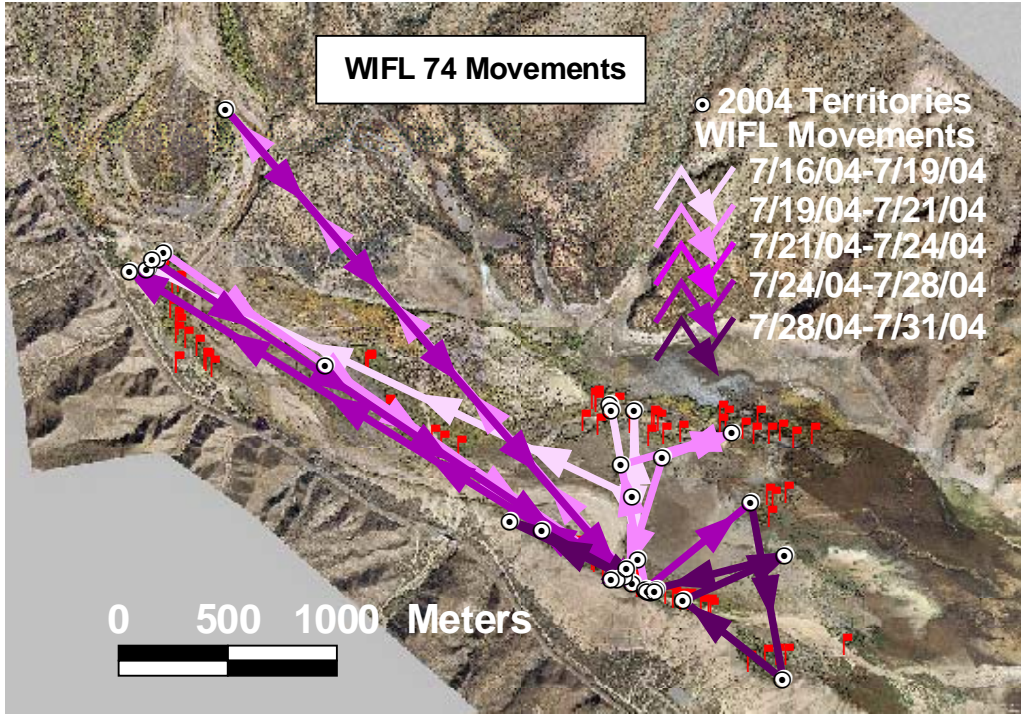 WIFL 74 Movements
2004 Territories
WIFL Movements
7/16/04-7/19/04
7/19/04-7/21/04
7/21/04-7/24/04
7/24/04-7/28/04
7/28/04-7/31/04
0 500 1000 Meters